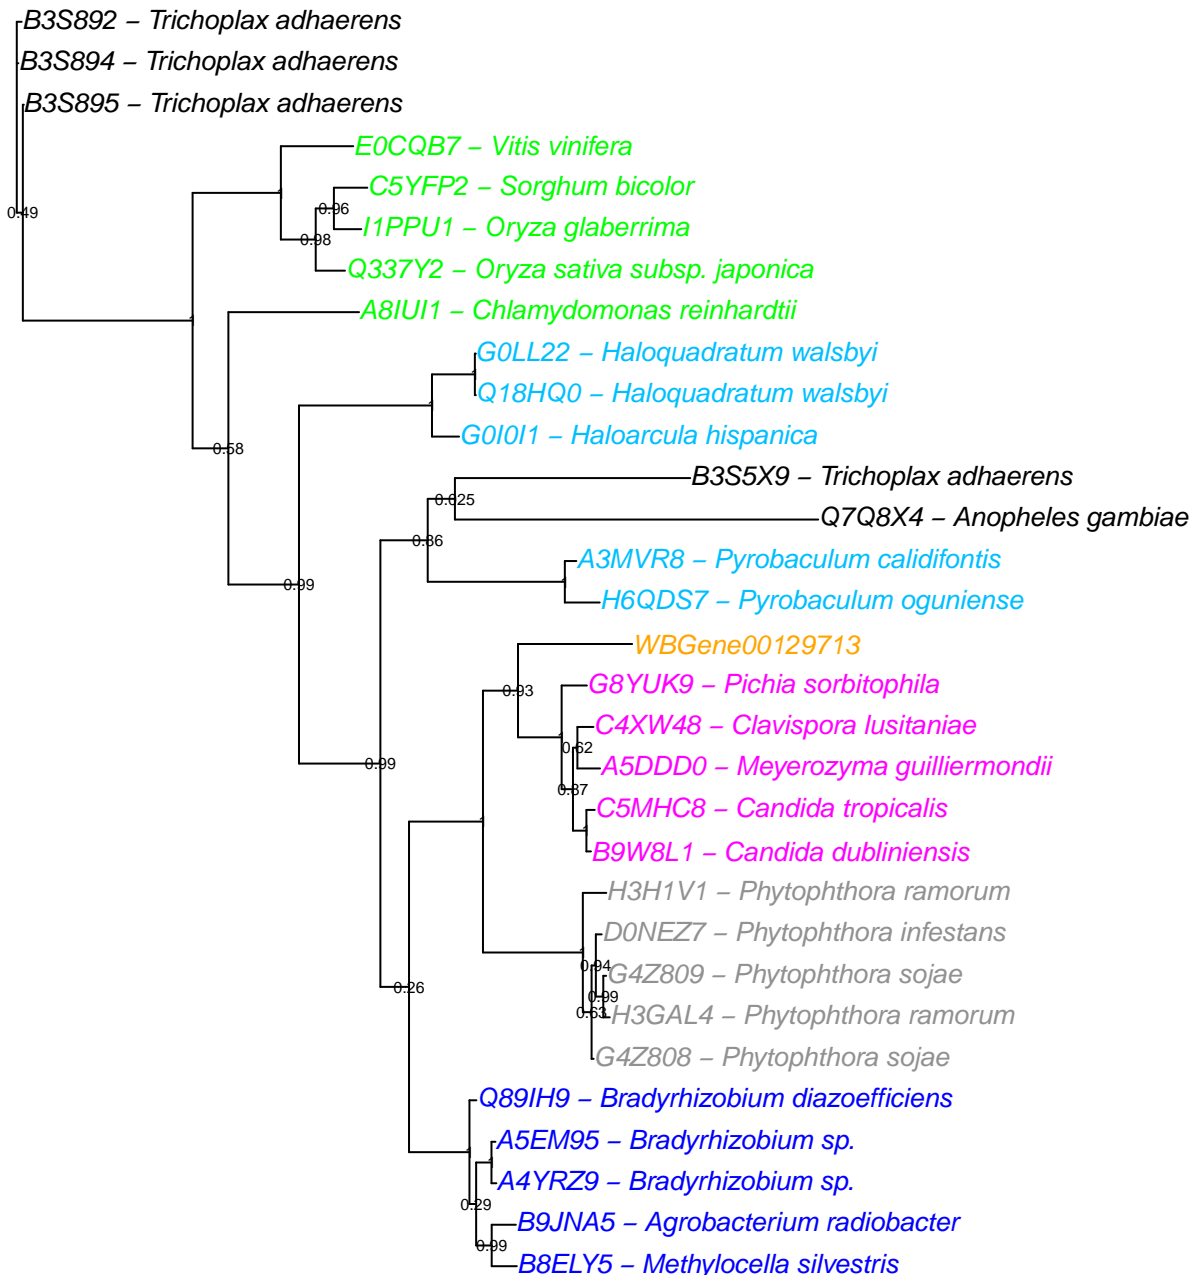 B3S892 – Trichoplax adhaerens
B3S894 – Trichoplax adhaerens
B3S895 – Trichoplax adhaerens
E0CQB7 – Vitis vinifera
C5YFP2 – Sorghum bicolor
0.96
0.49
I1PPU1 – Oryza glaberrima
0.98
Q337Y2 – Oryza sativa subsp. japonica
A8IUI1 – Chlamydomonas reinhardtii
G0LL22 – Haloquadratum walsbyi
Q18HQ0 – Haloquadratum walsbyi
G0I0I1 – Haloarcula hispanica
0.58
B3S5X9 – Trichoplax adhaerens
0.025
Q7Q8X4 – Anopheles gambiae
0.86
A3MVR8 – Pyrobaculum calidifontis
0.99
H6QDS7 – Pyrobaculum oguniense
WBGene00129713
G8YUK9 – Pichia sorbitophila
0.93
C4XW48 – Clavispora lusitaniae
0.62
A5DDD0 – Meyerozyma guilliermondii
0.99
0.87
C5MHC8 – Candida tropicalis
B9W8L1 – Candida dubliniensis
H3H1V1 – Phytophthora ramorum
D0NEZ7 – Phytophthora infestans
0.94
G4Z809 – Phytophthora sojae
0.26
0.99
0.63
H3GAL4 – Phytophthora ramorum
G4Z808 – Phytophthora sojae
Q89IH9 – Bradyrhizobium diazoefficiens
A5EM95 – Bradyrhizobium sp.
A4YRZ9 – Bradyrhizobium sp.
0.29
B9JNA5 – Agrobacterium radiobacter
0.99
B8ELY5 – Methylocella silvestris